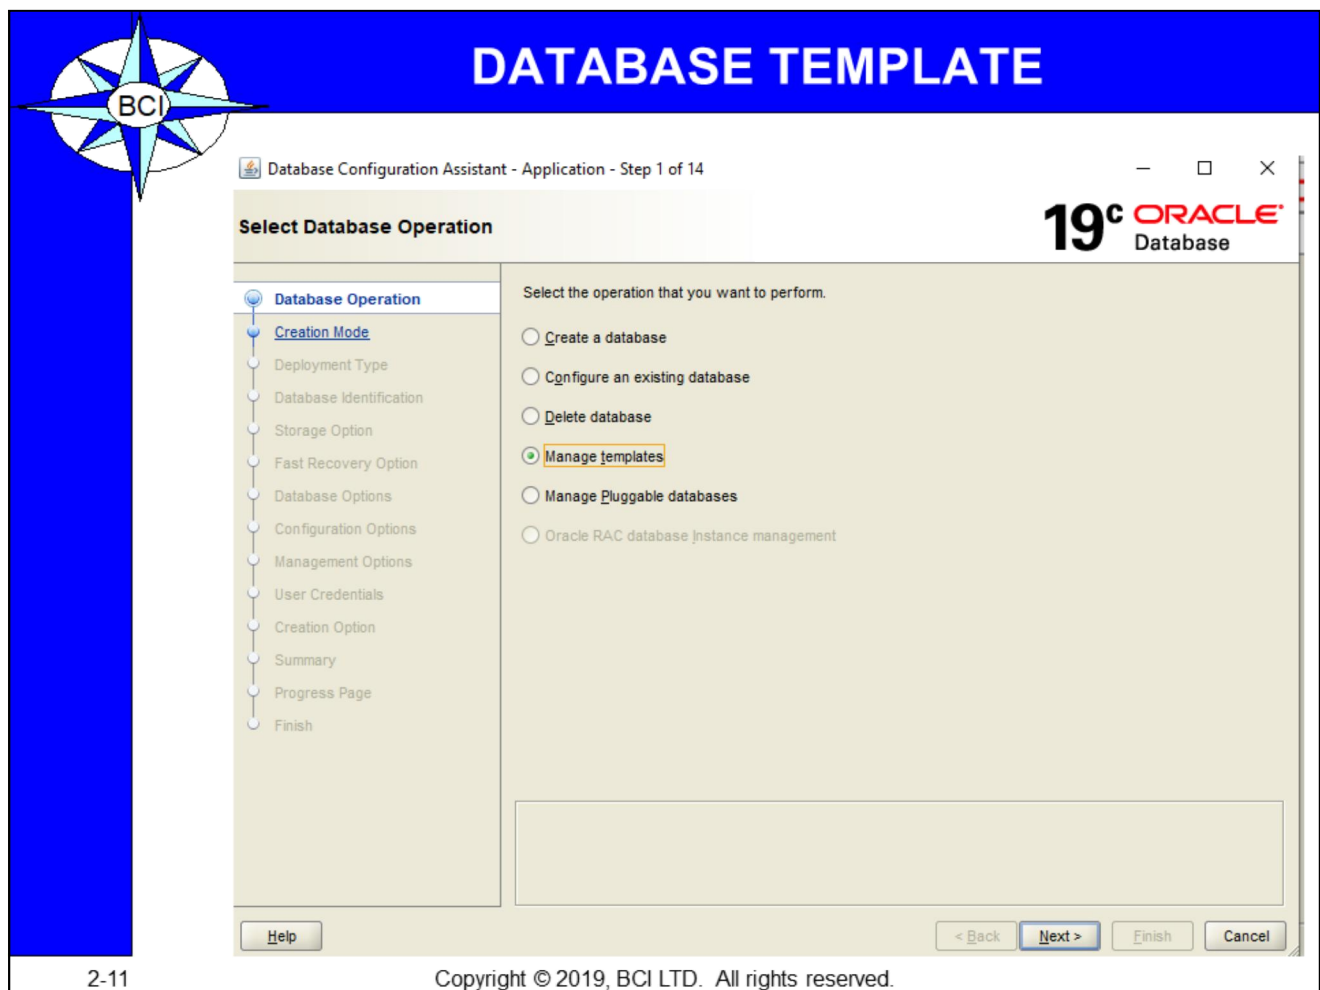 DATABASE TEMPLATE
BCI
Database Configuration Assistant - Application - Step 1 of 14
Select Database Operation
19c ORACLE
Database
Database Operation
Creation Mode
Deployment Type
Database Identification
Storage Option
Fast Recovery Option
Database Options
Configuration Options
Management Options
User Credentials
Creation Option
Summary
Progress Page
Finish
Select the operation that you want to perform.
Create a database
Configure an existing database
Delete database
Manage templates
Manage Pluggable databases
Oracle RAC database Instance management
Help
< Back
Next >
Finish
Cancel
2-11
Copyright © 2019, BCI LTD. All rights reserved.